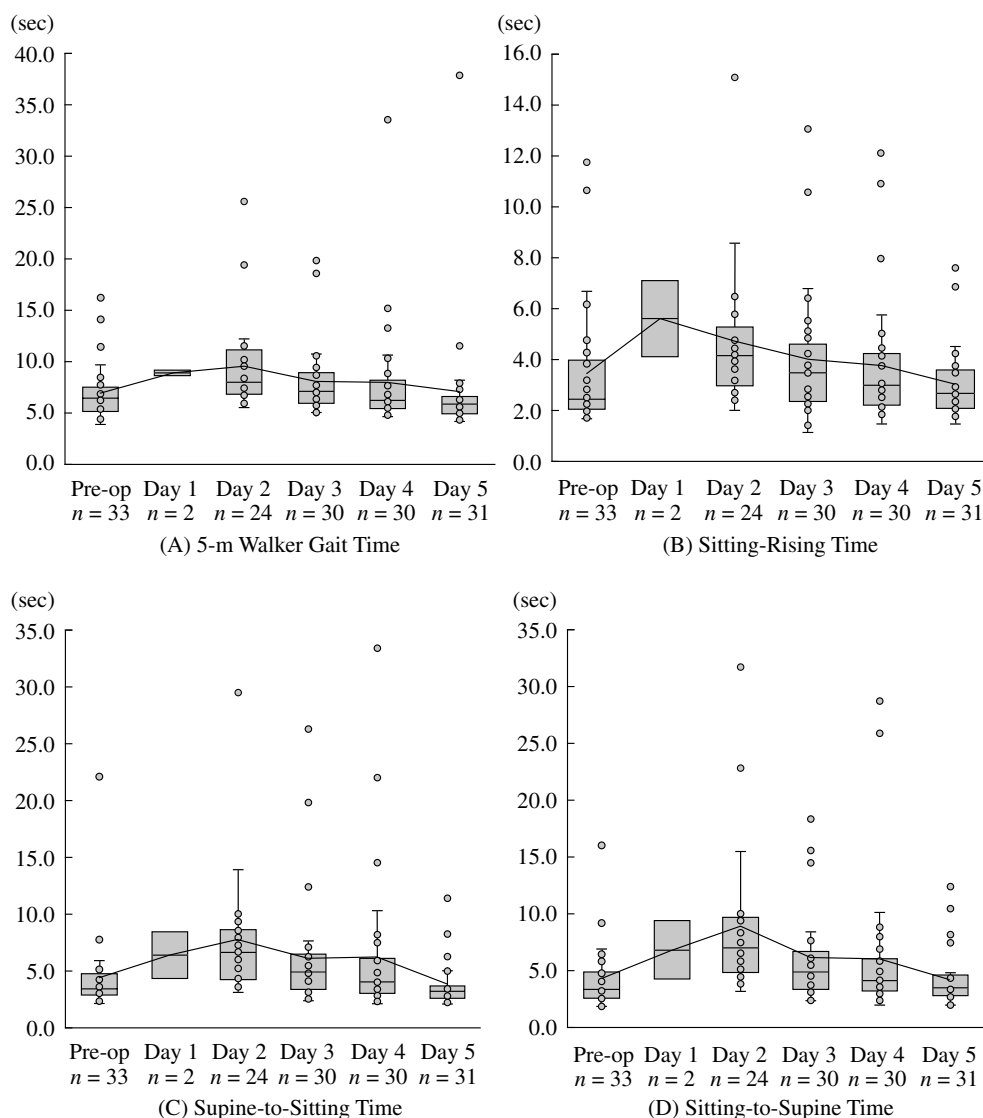 (sec)
40.0
35.0
30.0
25.0
20.0
15.0
10.0
5.0
0.0
Pre-op Day 1 Day 2 Day 3 Day 4 Day 5
n = 33 n = 2 n = 24 n = 30 n = 30 n = 31
(A) 5-m Walker Gait Time
(sec)
16.0
14.0
12.0
10.0
8.0
6.0
4.0
2.0
0.0
Pre-op Day 1 Day 2 Day 3 Day 4 Day 5
n = 33 n = 2 n = 24 n = 30 n = 30 n = 31
(B) Sitting-Rising Time
(sec)
35.0
30.0
25.0
20.0
15.0
10.0
5.0
0.0
Pre-op Day 1 Day 2 Day 3 Day 4 Day 5
n = 33 n = 2 n = 24 n = 30 n = 30 n = 31
(C) Supine-to-Sitting Time
(sec)
35.0
30.0
25.0
20.0
15.0
10.0
5.0
0.0
Pre-op Day 1 Day 2 Day 3 Day 4 Day 5
n = 33 n = 2 n = 24 n = 30 n = 30 n = 31
(D) Sitting-to-Supine Time